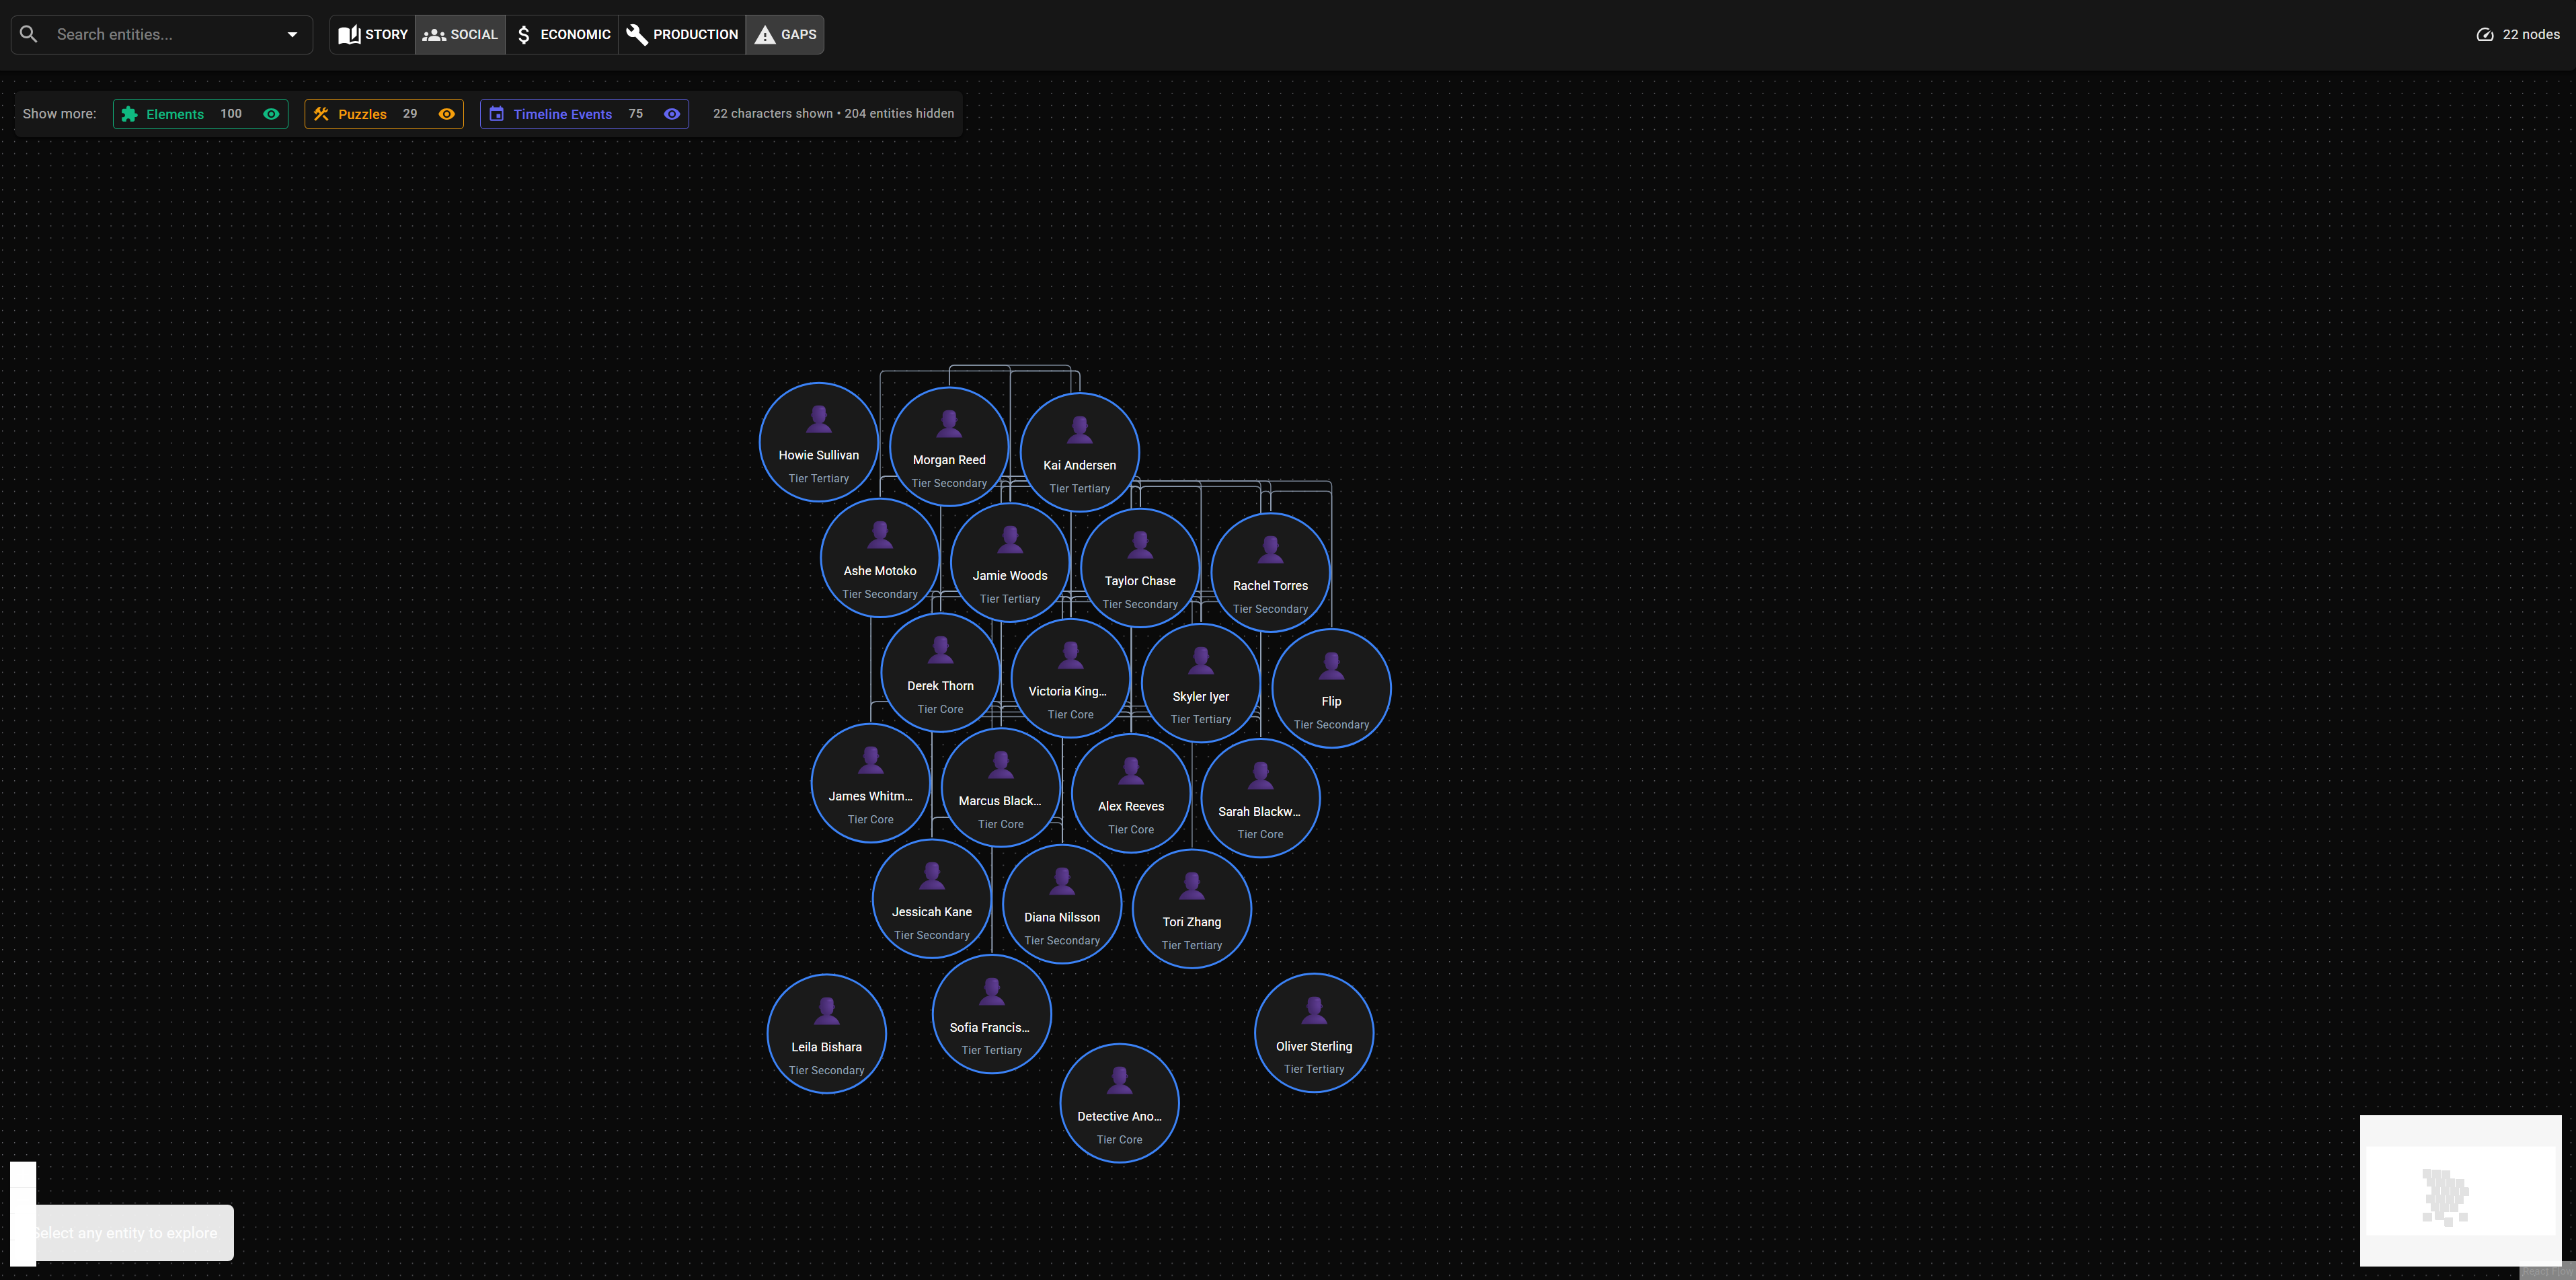 Search entities...
STORY
SOCIAL
ECONOMIC
PRODUCTION
GAPS
22 nodes
Show more:
Elements 100
Puzzles 29
Timeline Events 75
22 characters shown • 204 entities hidden
Howie Sullivan
Tier Tertiary
Morgan Reed
Tier Secondary
Kai Andersen
Tier Tertiary
Ashe Motoko
Tier Secondary
Jamie Woods
Tier Tertiary
Taylor Chase
Tier Secondary
Rachel Torres
Tier Secondary
Derek Thorn
Tier Core
Victoria King...
Tier Core
Skyler Iyer
Tier Tertiary
Flip
Tier Secondary
James Whitm...
Tier Core
Marcus Black...
Tier Core
Alex Reeves
Tier Core
Sarah Blackw...
Tier Core
Jessicah Kane
Tier Secondary
Diana Nilsson
Tier Secondary
Tori Zhang
Tier Tertiary
Leila Bishara
Tier Secondary
Sofia Francis...
Tier Tertiary
Oliver Sterling
Tier Tertiary
Detective Ano...
Tier Core
Select any entity to explore